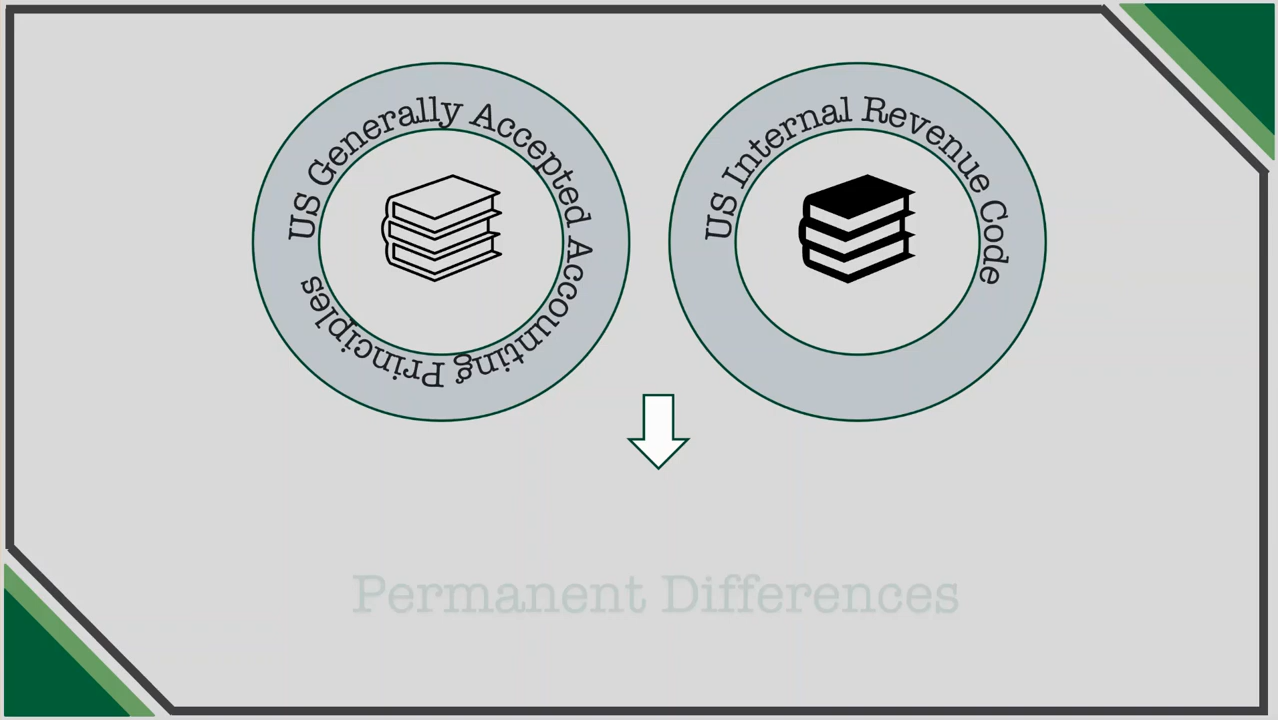 US Generally Accepted Accounting Principles
US Internal Revenue Code
Permanent Differences